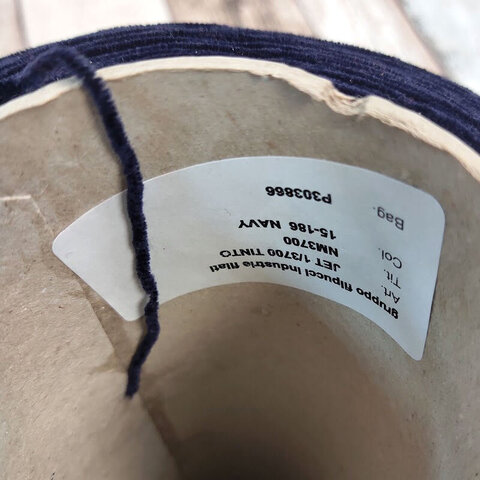 gruppo filpucci industrie filati
Art. JET 1/3700 TINTO
Tit. NM3700
Col. 15-186 NAVY
Bag. P303866